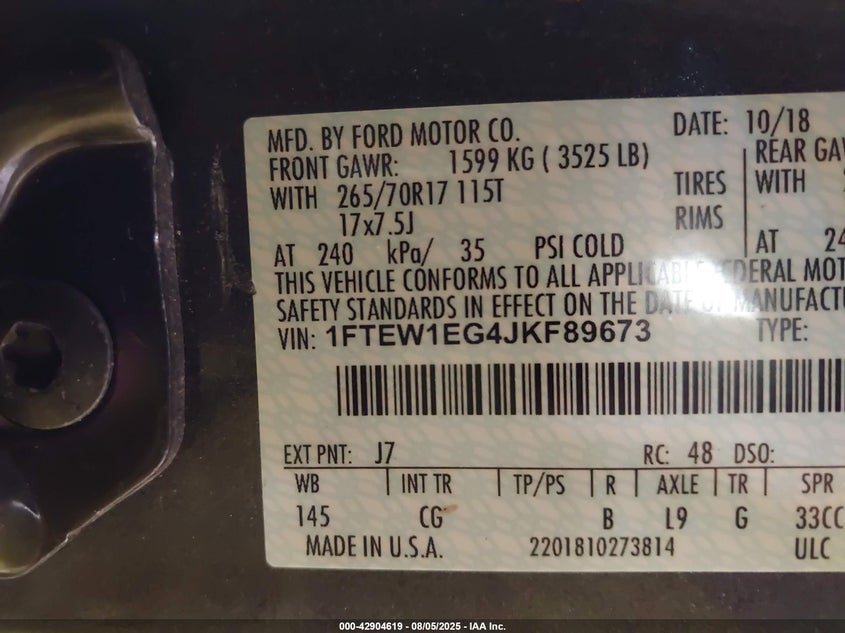 MFD. BY FORD MOTOR CO. DATE: 10/18
FRONT GAWR: 1599 KG ( 3525 LB) REAR
WITH 265/70R17 115T TIRES WITH
17x7.5J RIMS
AT 240 kPa/ 35 PSI COLD AT
THIS VEHICLE CONFORMS TO ALL APPLICABLE
SAFETY STANDARDS IN EFFECT ON THE DATE OF
VIN: 1FTEW1EG4JKF89673 TYPE:
EXT PNT: J7 RC: 48 DSO:
WB INT TR TP/PS R AXLE TR SPR
145 CG B L9 G 33CC
MADE IN U.S.A. 2201810273814 ULC
000-42904619 - 08/05/2025 - IAA Inc.